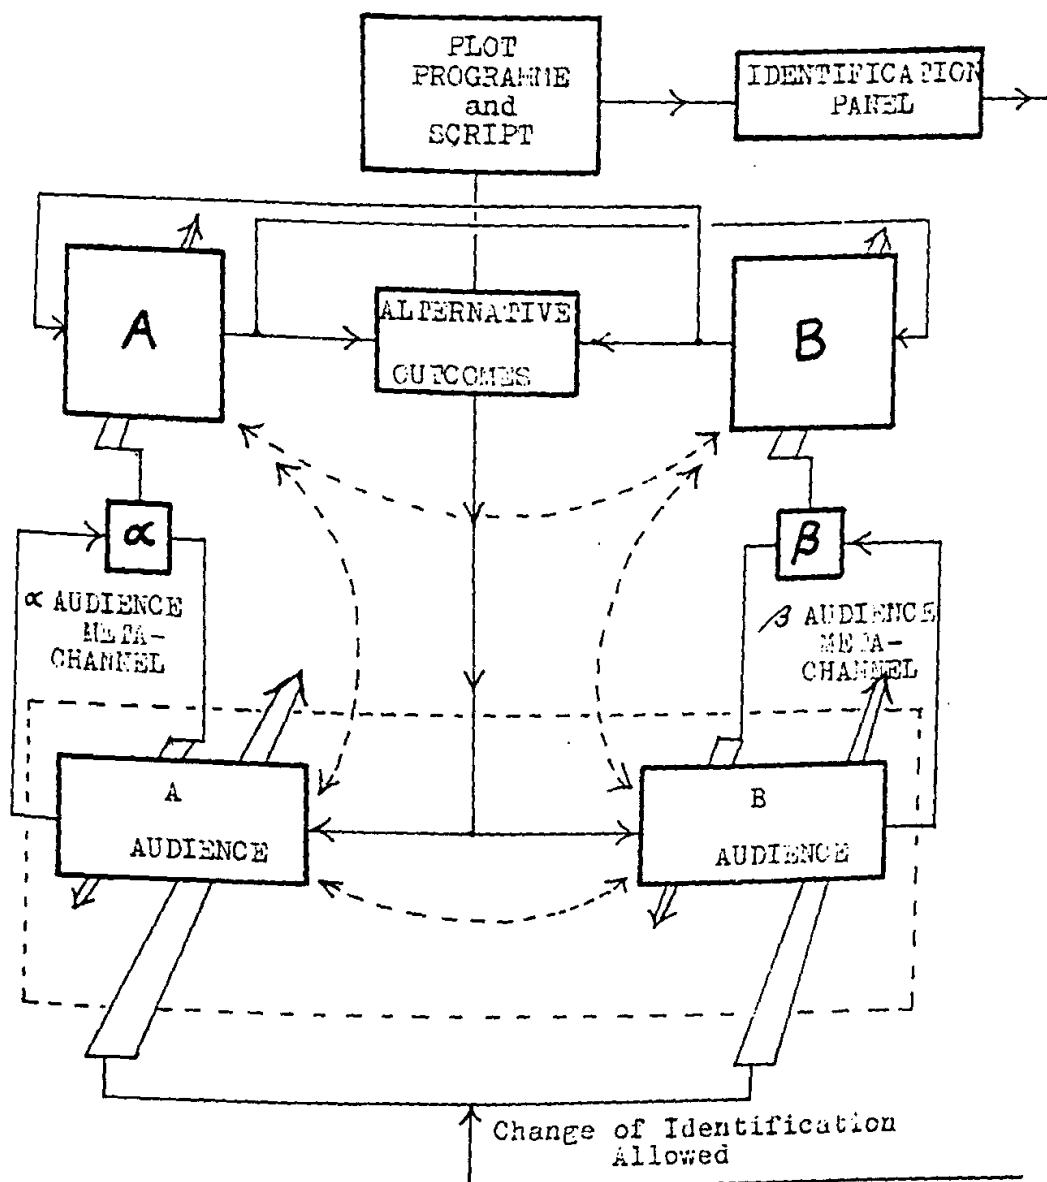 PLOT
PROGRAMME
and
SCRIPT
IDENTIFICATION
PANEL
A
ALTERNATIVE
OUTCOMES
B
α
β
α AUDIENCE
META-
CHANNEL
β AUDIENCE
META-
CHANNEL
A
AUDIENCE
B
AUDIENCE
Change of Identification
Allowed